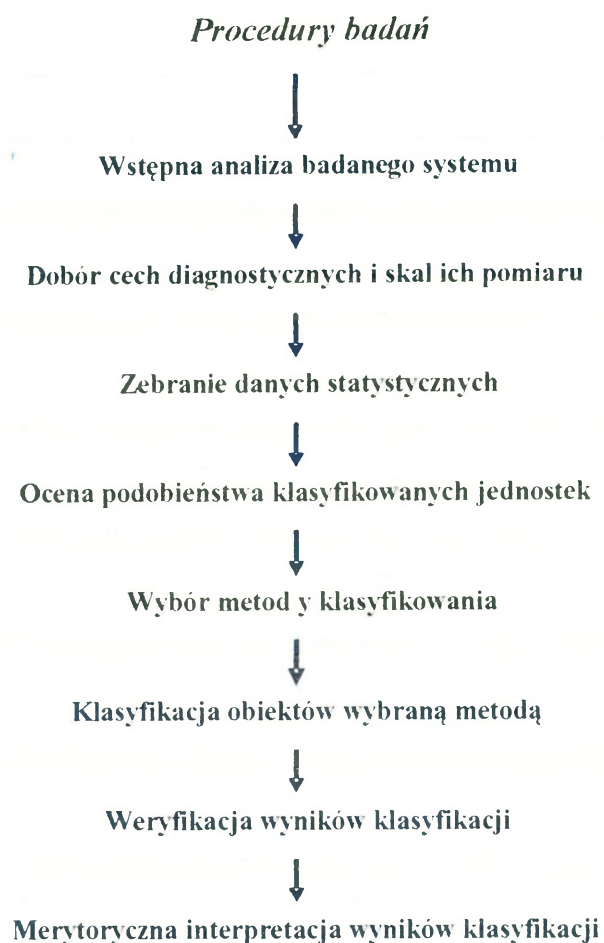 Procedury badań
Wstępna analiza badanego systemu
Dobór cech diagnostycznych i skal ich pomiaru
Zebranie danych statystycznych
Ocena podobieństwa klasyfikowanych jednostek
Wybór metod y klasyfikowania
Klasyfikacja obiektów wybraną metodą
Weryfikacja wyników klasyfikacji
Merytoryczna interpretacja wyników klasyfikacji